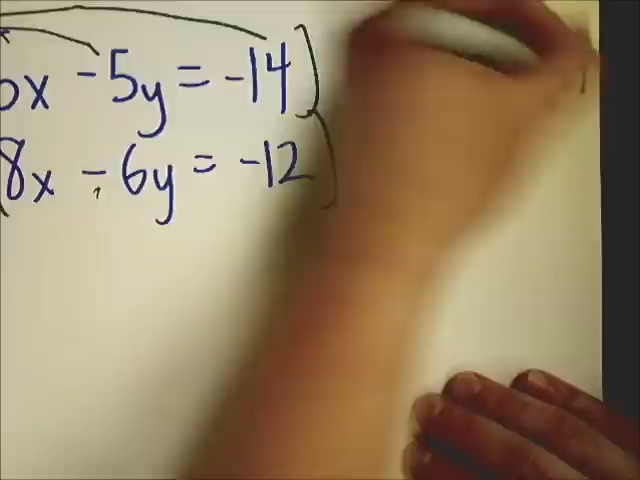 x - 5y = -14)
8x - 6y = -12)